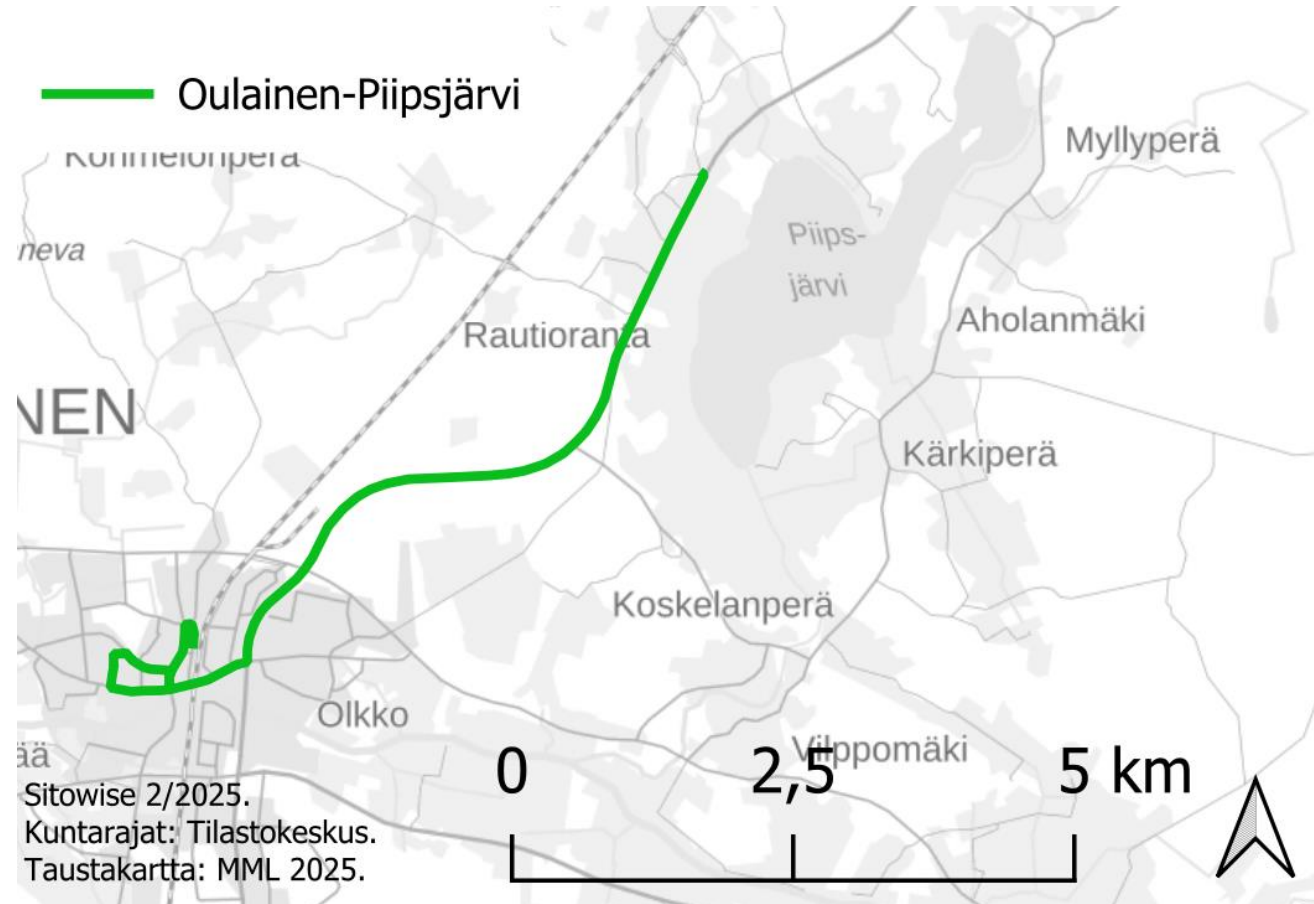 Oulainen-Piipsjärvi
Myllyperä
Piips-
järvi
neva
Aholanmäki
Rautioranta
NEN
Kärkiperä
Koskelanperä
Olkko
Vilppomäki
ää
0 2,5 5 km
Sitowise 2/2025.
Kuntarajat: Tilastokeskus.
Taustakartta: MML 2025.